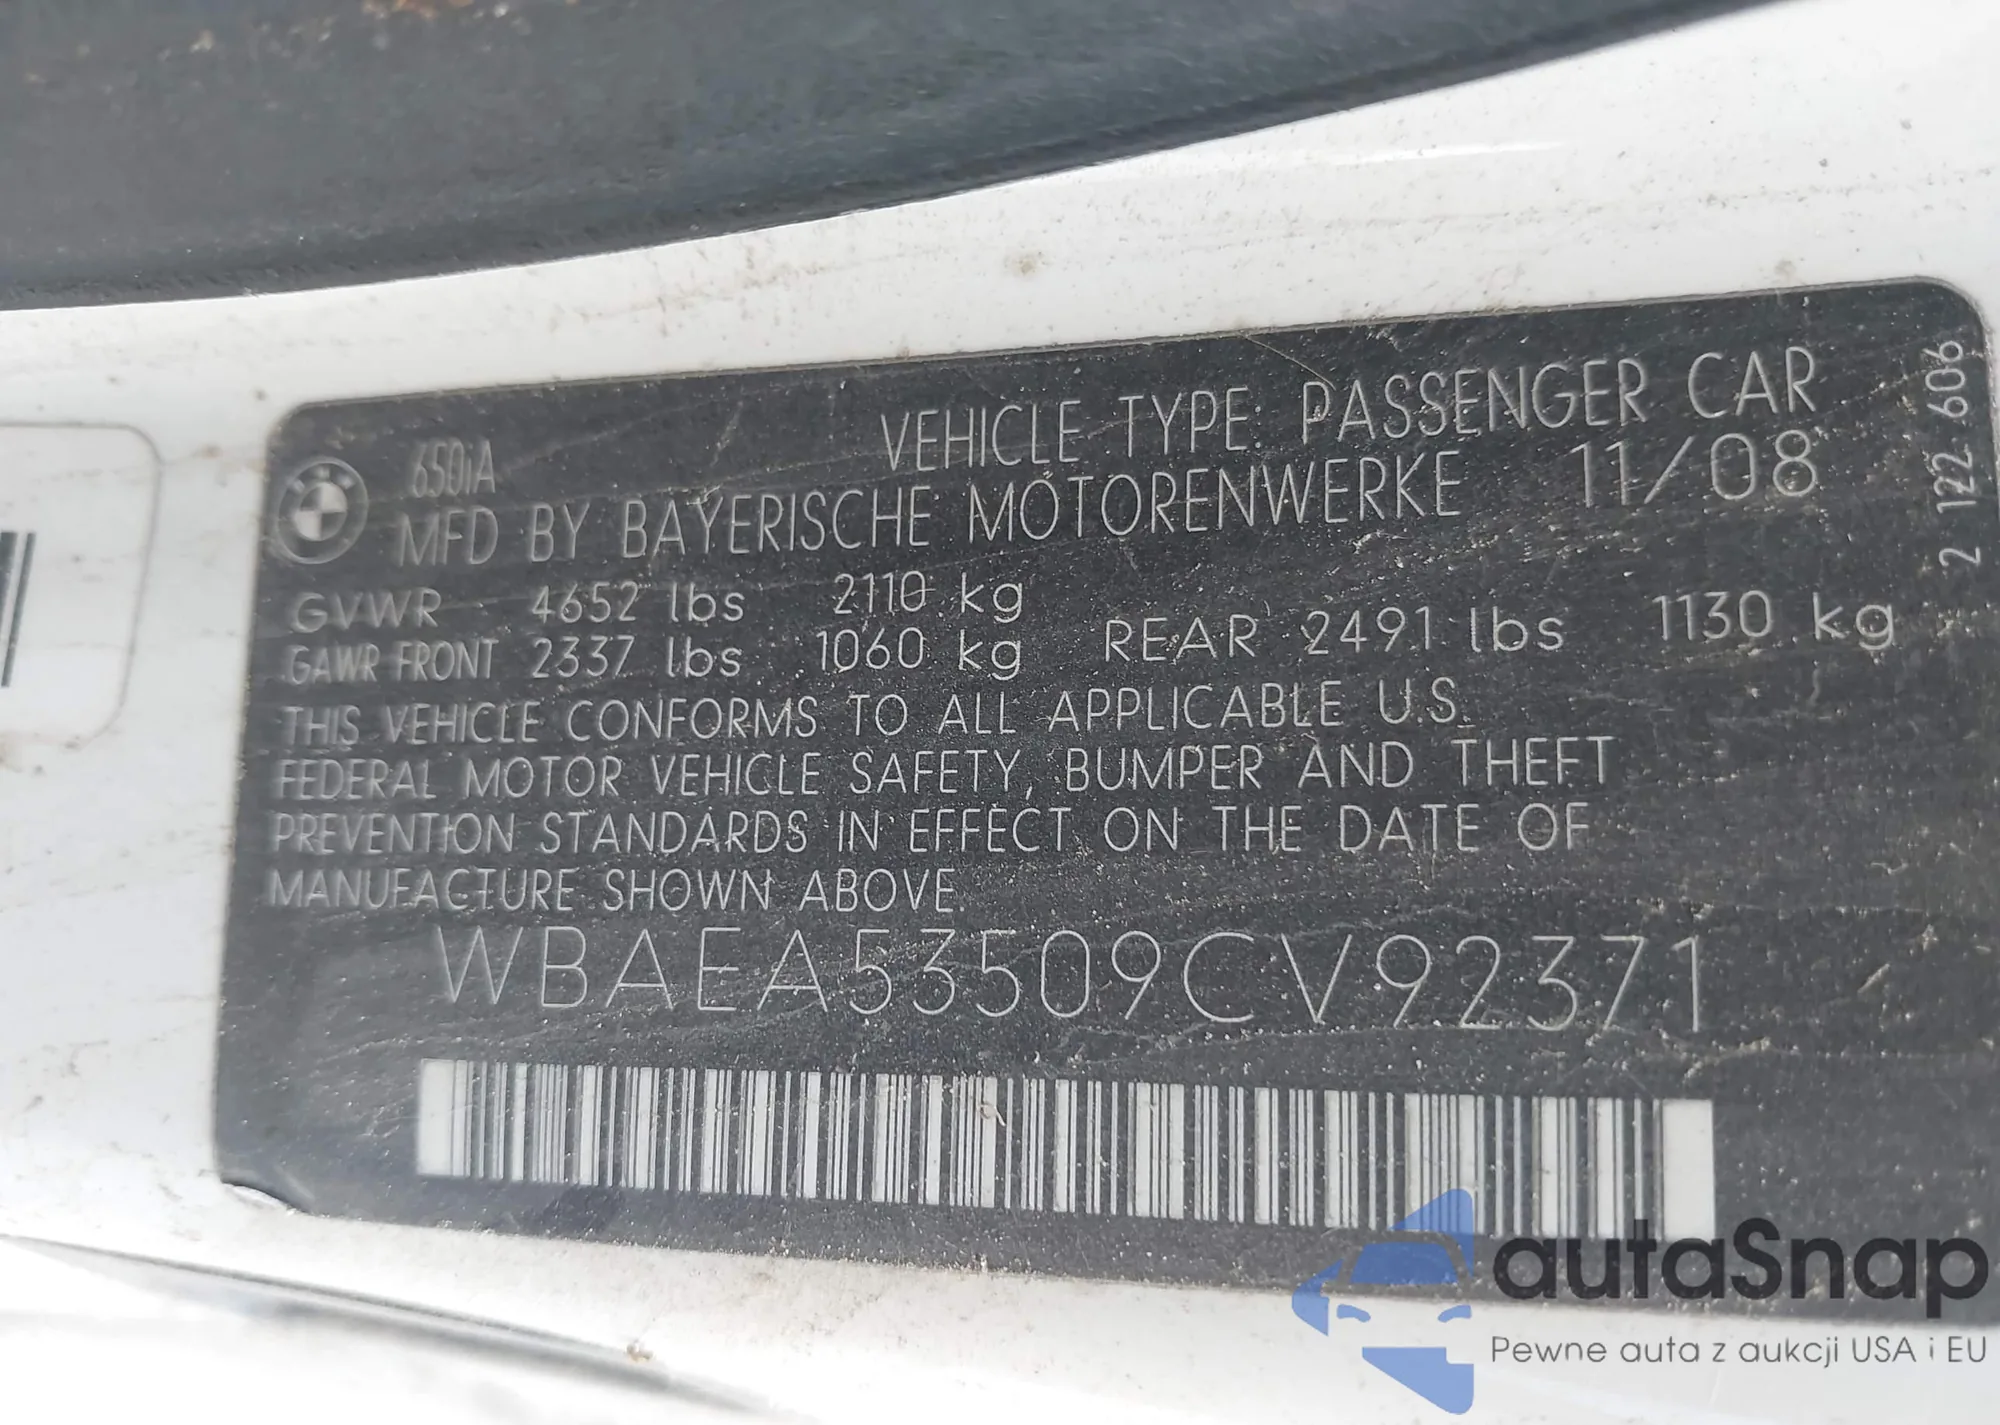 VEHICLE TYPE: PASSENGER CAR
650iA
MFD BY BAYERISCHE MOTORENWERKE 11/08
GVWR 4652 lbs 2110 kg
GAWR FRONT 2337 lbs 1060 kg REAR 2491 lbs 1130 kg
THIS VEHICLE CONFORMS TO ALL APPLICABLE U.S.
FEDERAL MOTOR VEHICLE SAFETY, BUMPER AND THEFT
PREVENTION STANDARDS IN EFFECT ON THE DATE OF
MANUFACTURE SHOWN ABOVE.
WBAEA53509CV92371
2 122 606
autaSnap
Pewne auta z aukcji USA i EU